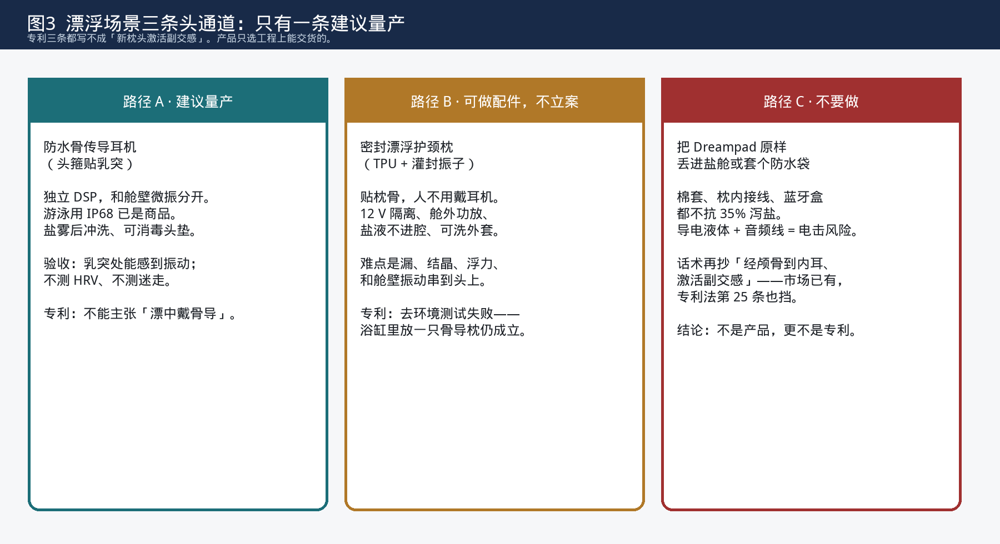 图3 漂浮场景三条头通道：只有一条建议量产
专利三条都写不成「新枕头激活副交感」。产品只选工程上能交货的。
路径 A · 建议量产
防水骨传导耳机
（头箍贴乳突）
独立 DSP，和舱壁微振分开。
游泳用 IP68 已是商品。
盐雾后冲洗、可消毒头垫。
验收：乳突处能感到振动；
不测 HRV、不测迷走。
专利：不能主张「漂中戴骨导」。
路径 B · 可做配件，不立案
密封漂浮护颈枕
（TPU + 灌封振子）
贴枕骨，人不用戴耳机。
12 V 隔离、舱外功放、
盐液不进腔、可洗外套。
难点是漏、结晶、浮力、
和舱壁振动串到头上。
专利：去环境测试失败——
浴缸里放一只骨导枕仍成立。
路径 C · 不要做
把 Dreampad 原样
丢进盐舱或套个防水袋
棉套、枕内接线、蓝牙盒
都不抗 35% 泻盐。
导电液体 + 音频线 = 电击风险。
话术再抄「经颅骨到内耳、
激活副交感」——市场已有，
专利法第 25 条也挡。
结论：不是产品，更不是专利。